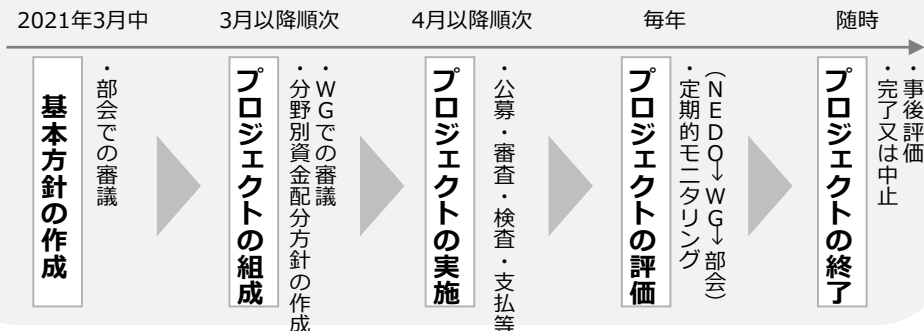 2021年3月中
3月以降順次
4月以降順次
毎年
随時
基本方針の作成
・部会での審議
プロジェクトの組成
・WGでの審議
・分野別資金配分方針の作成
プロジェクトの実施
・公募・審査・検査・支払等
プロジェクトの評価
（NEDO→WG→部会）
・定期的モニタリング
プロジェクトの終了
・事後評価
・完了又は中止